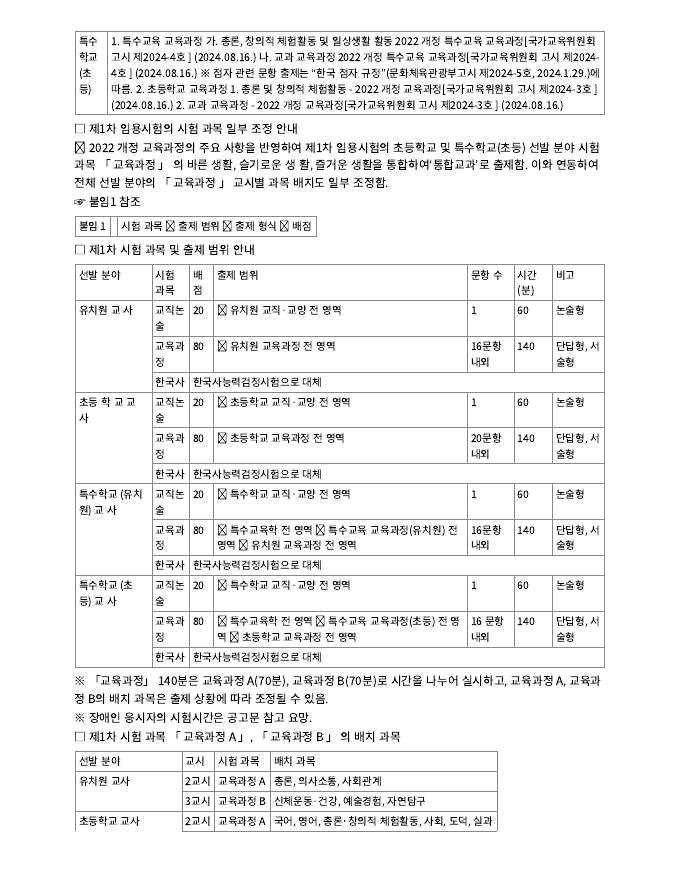 특수
학교
(초
등)
1. 특수교육 교육과정 가. 총론, 창의적 체험활동 및 일상생활 활동 2022 개정 특수교육 교육과정[국가교육위원회
고시 제2024-4호 ] (2024.08.16.) 나. 교과 교육과정 2022 개정 특수교육 교육과정[국가교육위원회 고시 제2024-
4호 ] (2024.08.16.) ※ 점자 관련 문항 출제는 “한국 점자 규정”(문화체육관광부고시 제2024-5호, 2024.1.29.)에
따름. 2. 초등학교 교육과정 1. 총론 및 창의적 체험활동 - 2022 개정 교육과정[국가교육위원회 고시 제2024-3호 ]
(2024.08.16.) 2. 교과 교육과정 - 2022 개정 교육과정[국가교육위원회 고시 제2024-3호 ] (2024.08.16.)
□ 제1차 임용시험의 시험 과목 일부 조정 안내
2022 개정 교육과정의 주요 사항을 반영하여 제1차 임용시험의 초등학교 및 특수학교(초등) 선발 분야 시험
과목 「 교육과정 」 의 바른 생활, 슬기로운 생 활, 즐거운 생활을 통합하여‘통합교과’로 출제함. 이와 연동하여
전체 선발 분야의 「 교육과정 」 교시별 과목 배치도 일부 조정함.
☞ 붙임1 참조
붙임 1 시험 과목 출제 범위 출제 형식 배점
□ 제1차 시험 과목 및 출제 범위 안내
선발 분야 시험 과목 배점 출제 범위 문항 수 시간 (분) 비고
유치원 교 사 교직논술 20 유치원 교직·교양 전 영역 1 60 논술형
교육과정 80 유치원 교육과정 전 영역 16문항 내외 140 단답형, 서술형
한국사 한국사능력검정시험으로 대체
초등 학 교 교사 교직논술 20 초등학교 교직·교양 전 영역 1 60 논술형
교육과정 80 초등학교 교육과정 전 영역 20문항 내외 140 단답형, 서술형
한국사 한국사능력검정시험으로 대체
특수학교 (유치원) 교 사 교직논술 20 특수학교 교직·교양 전 영역 1 60 논술형
교육과정 80 특수교육학 전 영역 특수교육 교육과정(유치원) 전 영역 유치원 교육과정 전 영역 16문항 내외 140 단답형, 서술형
한국사 한국사능력검정시험으로 대체
특수학교 (초등) 교 사 교직논술 20 특수학교 교직·교양 전 영역 1 60 논술형
교육과정 80 특수교육학 전 영역 특수교육 교육과정(초등) 전 영역 초등학교 교육과정 전 영역 16 문항 내외 140 단답형, 서술형
한국사 한국사능력검정시험으로 대체
※ 「교육과정」 140분은 교육과정 A(70분), 교육과정 B(70분)로 시간을 나누어 실시하고, 교육과정 A, 교육과
정 B의 배치 과목은 출제 상황에 따라 조정될 수 있음.
※ 장애인 응시자의 시험시간은 공고문 참고 요망.
□ 제1차 시험 과목 「 교육과정 A 」, 「 교육과정 B 」 의 배치 과목
선발 분야 교시 시험 과목 배치 과목
유치원 교사 2교시 교육과정 A 총론, 의사소통, 사회관계
3교시 교육과정 B 신체운동·건강, 예술경험, 자연탐구
초등학교 교사 2교시 교육과정 A 국어, 영어, 총론·창의적 체험활동, 사회, 도덕, 실과